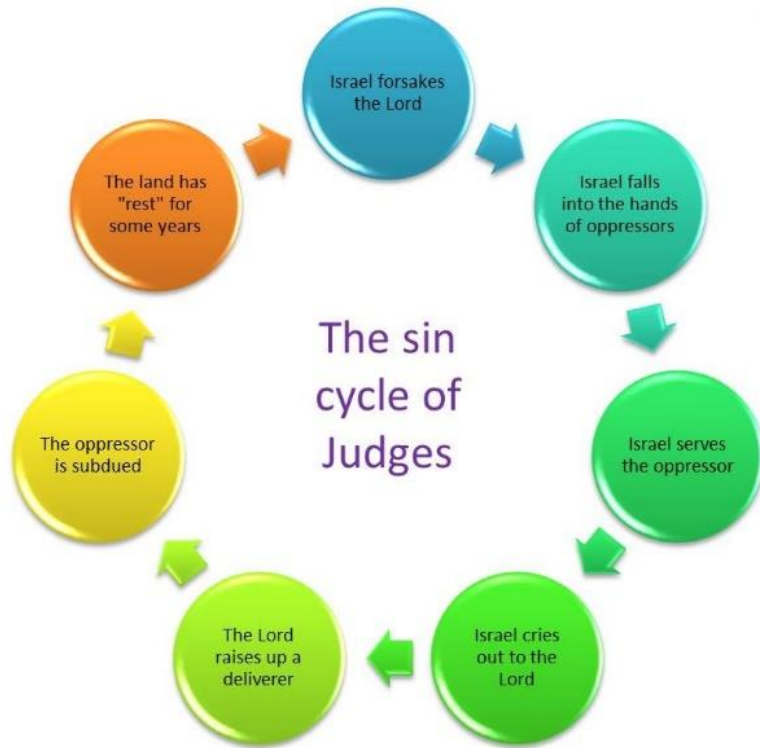 Israel forsakes
the Lord
Israel falls
into the hands
of oppressors
Israel serves
the oppressor
Israel cries
out to the
Lord
The Lord
raises up a
deliverer
The oppressor
is subdued
The land has
"rest" for
some years
The sin
cycle of
Judges